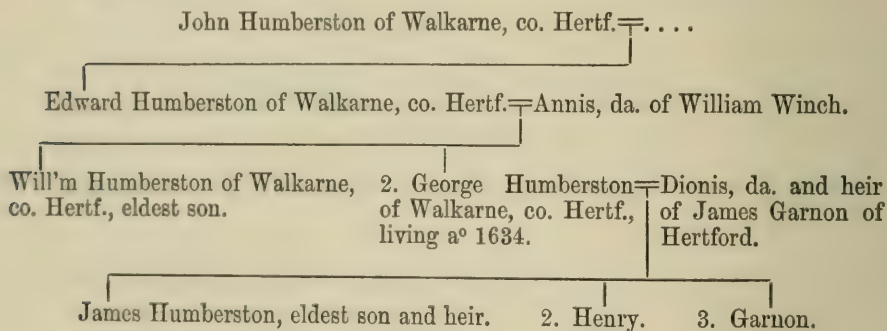 John Humberston of Walkarne, co. Hertf.=....
Edward Humberston of Walkarne, co. Hertf.=Annis, da. of William Winch.
Will'm Humberston of Walkarne,
co. Hertf., eldest son.
2. George Humberston=Dionis, da. and heir
of Walkarne, co. Hertf., of James Garnon of
living aº 1634. Hertford.
James Humberston, eldest son and heir. 2. Henry. 3. Garnon.